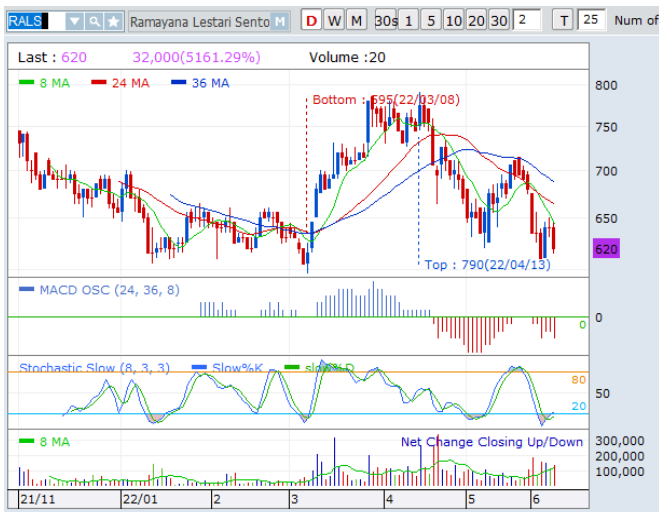 RALS Ramayana Lestari Sento M D W M 30s 1 5 10 20 30 2 T 25 Num of
Last : 620 32,000(5161.29%) Volume :20
8 MA 24 MA 36 MA
Bottom : 595(22/03/08)
800
750
700
650
620
Top : 790(22/04/13)
MACD OSC (24, 36, 8)
0 0
Stochastic Slow (8, 3, 3) Slow%K slow%D
80
50
20
8 MA Net Change Closing Up/Down
300,000
200,000
100,000
21/11 22/01 2 3 4 5 6